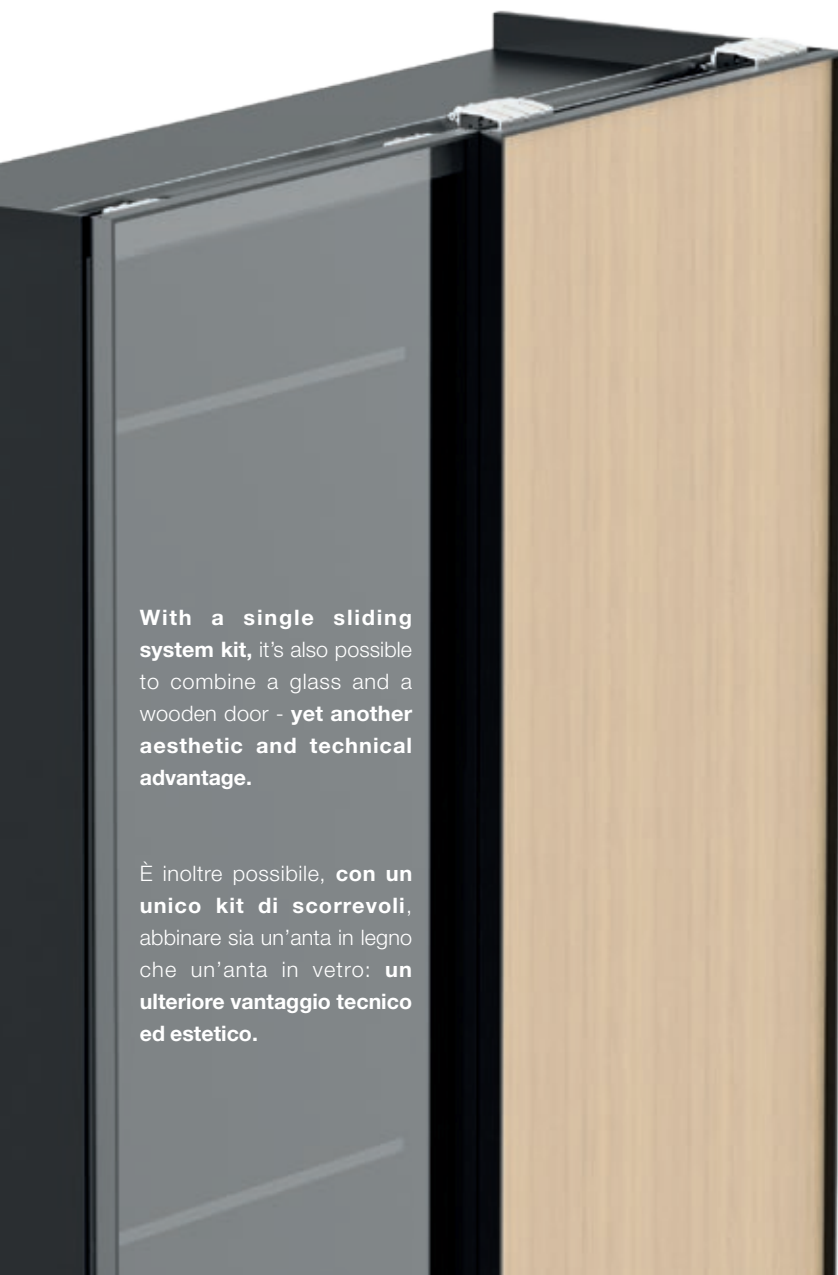 With a single sliding
system kit, it's also possible
to combine a glass and a
wooden door - yet another
aesthetic and technical
advantage.
È inoltre possibile, con un
unico kit di scorrevoli,
abbinare sia un'anta in legno
che un'anta in vetro: un
ulteriore vantaggio tecnico
ed estetico.